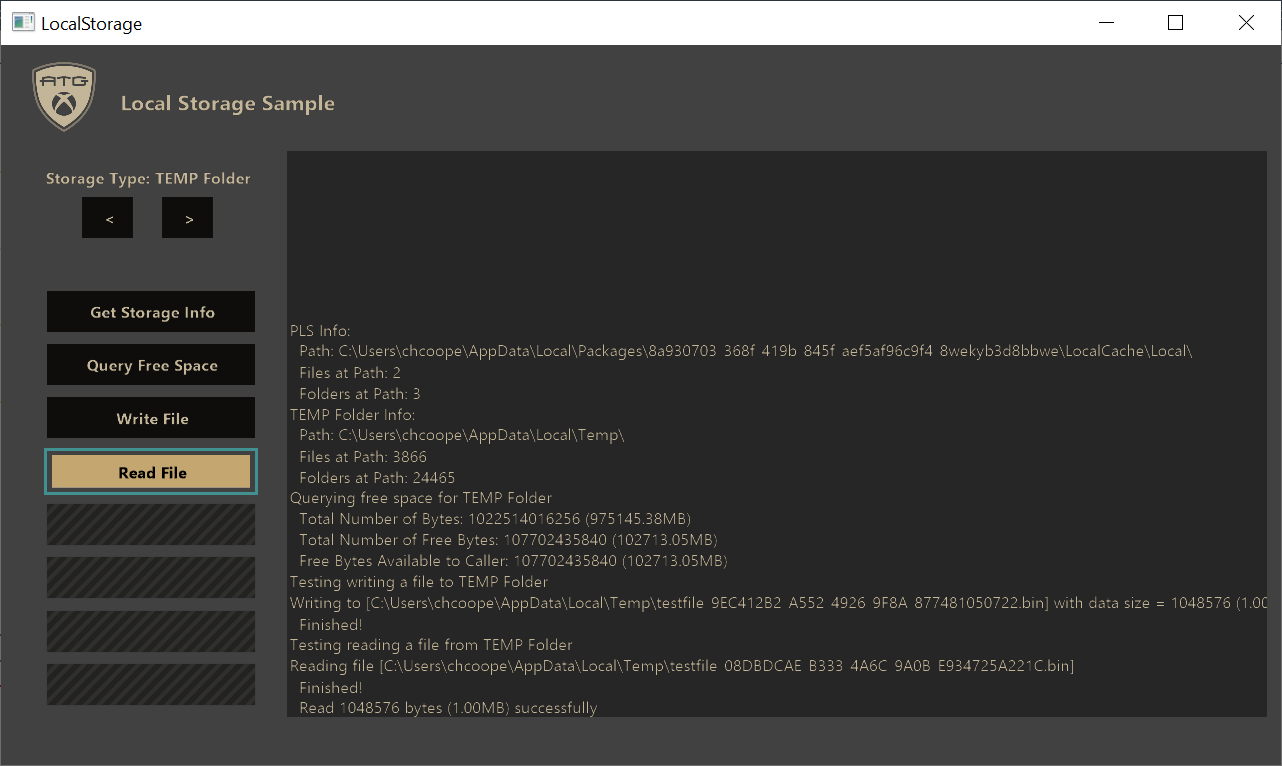 LocalStorage
ATG
Local Storage Sample
Storage Type: TEMP Folder
< >
Get Storage Info
Query Free Space
Write File
Read File
PLS Info:
Path: C:\Users\chcoope\AppData\Local\Packages\8a930703 368f 419b 845f aef5af96c9f4 8wekyb3d8bbwe\LocalCache\Local\
Files at Path: 2
Folders at Path: 3
TEMP Folder Info:
Path: C:\Users\chcoope\AppData\Local\Temp\
Files at Path: 3866
Folders at Path: 24465
Querying free space for TEMP Folder
Total Number of Bytes: 1022514016256 (975145.38MB)
Total Number of Free Bytes: 107702435840 (102713.05MB)
Free Bytes Available to Caller: 107702435840 (102713.05MB)
Testing writing a file to TEMP Folder
Writing to [C:\Users\chcoope\AppData\Local\Temp\testfile 9EC412B2 A552 4926 9F8A 877481050722.bin] with data size = 1048576 (1.00
Finished!
Testing reading a file from TEMP Folder
Reading file [C:\Users\chcoope\AppData\Local\Temp\testfile 08DBDCAE B333 4A6C 9A0B E934725A221C.bin]
Finished!
Read 1048576 bytes (1.00MB) successfully